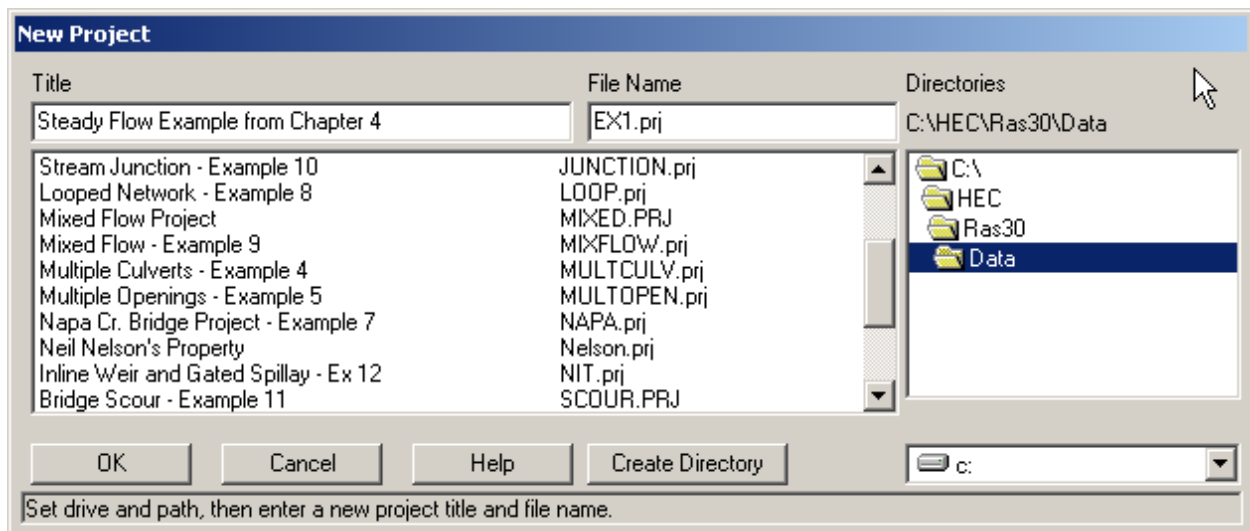 New Project
Title File Name Directories
Steady Flow Example from Chapter 4 EX1.prj C:\HEC\Ras30\Data
Stream Junction - Example 10 JUNCTION.prj C:\
Looped Network - Example 8 LOOP.prj HEC
Mixed Flow Project MIXED.PRJ Ras30
Mixed Flow - Example 9 MIXFLOW.prj Data
Multiple Culverts - Example 4 MULTCULV.prj
Multiple Openings - Example 5 MULTOPEN.prj
Napa Cr. Bridge Project - Example 7 NAPA.prj
Neil Nelson's Property Nelson.prj
Inline Weir and Gated Spillay - Ex 12 NIT.prj
Bridge Scour - Example 11 SCOUR.PRJ
OK Cancel Help Create Directory c:
Set drive and path, then enter a new project title and file name.